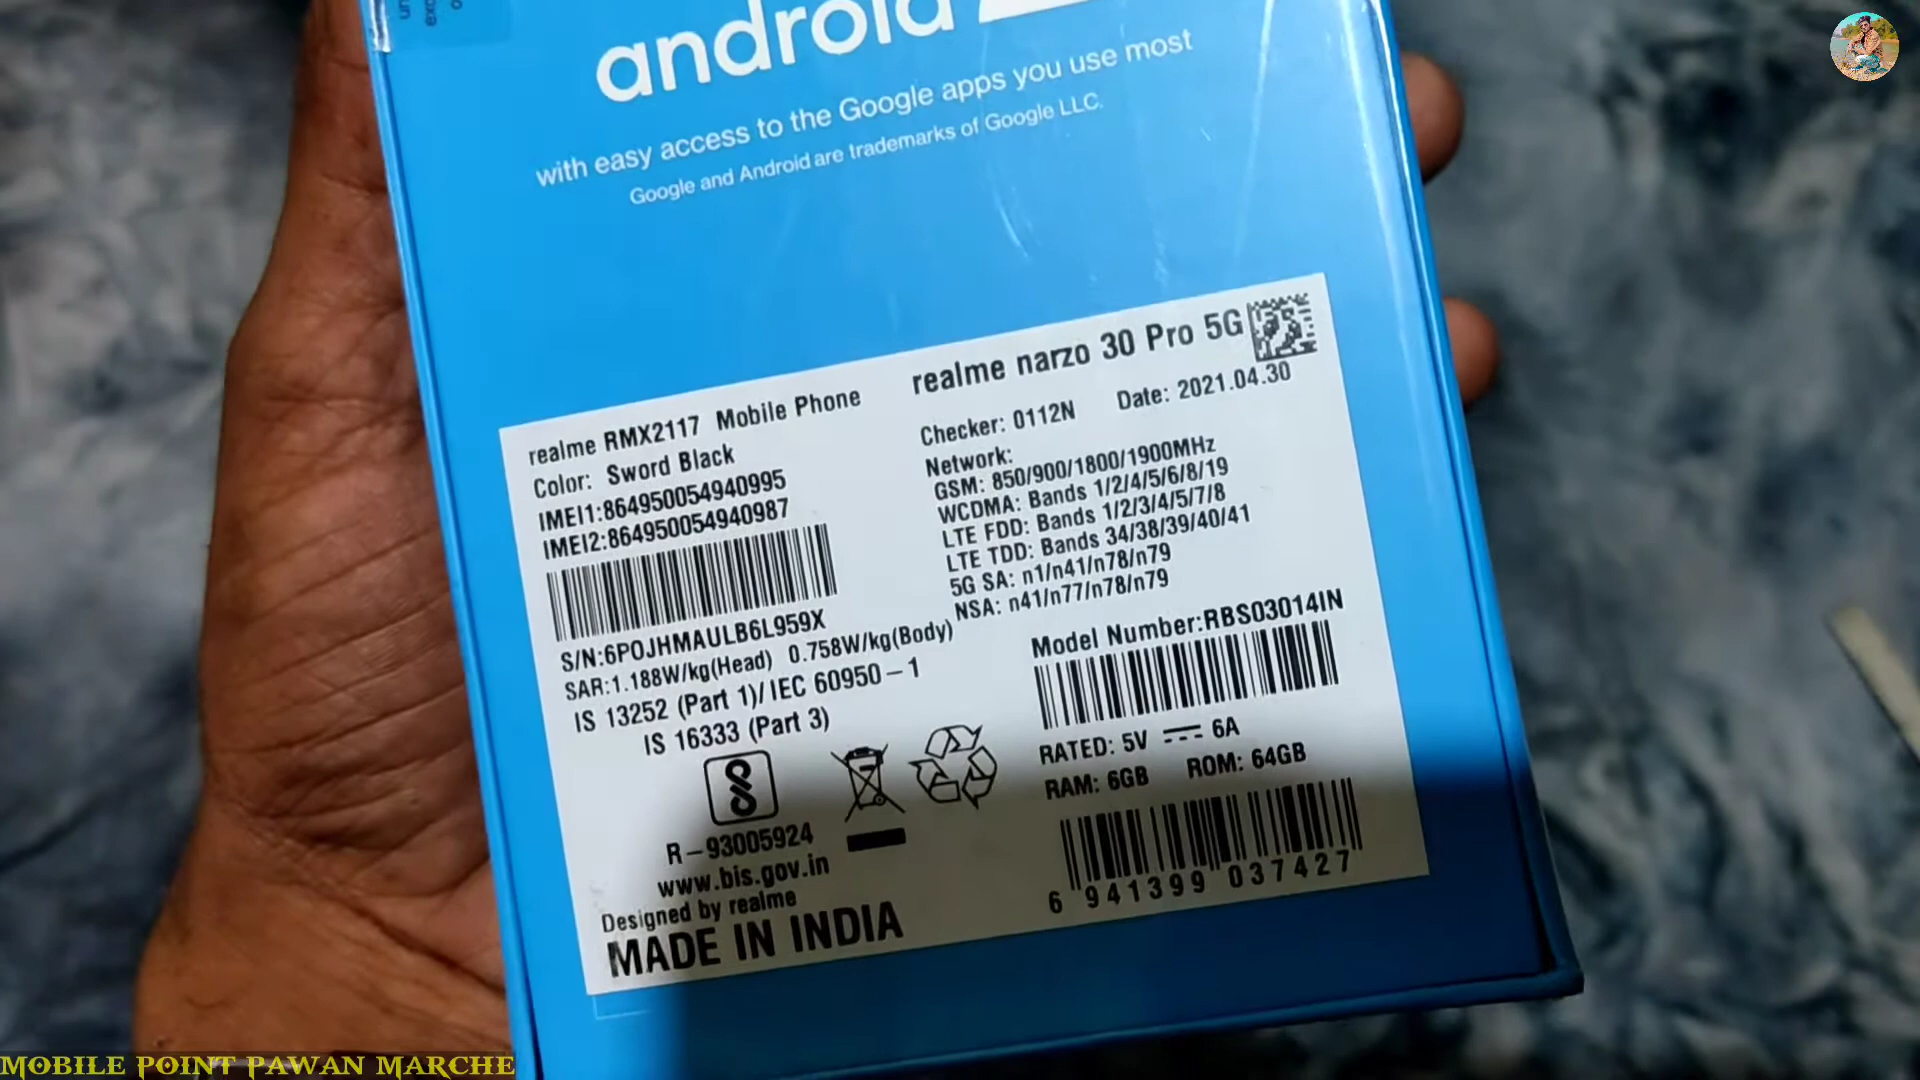 android
with easy access to the Google apps you use most
Google and Android are trademarks of Google LLC.
realme RMX2117 Mobile Phone
Color: Sword Black
IMEI1:864950054940995
IMEI2:864950054940987
S/N:6POJHMAULB6L959X
SAR:1.188W/kg(Head) 0.758W/kg(Body)
IS 13252 (Part 1)/ IEC 60950-1
IS 16333 (Part 3)
R-93005924
www.bis.gov.in
Designed by realme
MADE IN INDIA
realme narzo 30 Pro 5G
Checker: 0112N Date: 2021.04.30
Network:
GSM: 850/900/1800/1900MHz
WCDMA: Bands 1/2/4/5/6/8/19
LTE FDD: Bands 1/2/3/4/5/7/8
LTE TDD: Bands 34/38/39/40/41
5G SA: n1/n41/n78/n79
NSA: n41/n77/n78/n79
Model Number:RBS03014IN
RATED: 5V ⎓ 6A
RAM: 6GB ROM: 64GB
6 941399 037427
MOBILE POINT PAWAN MARCHE